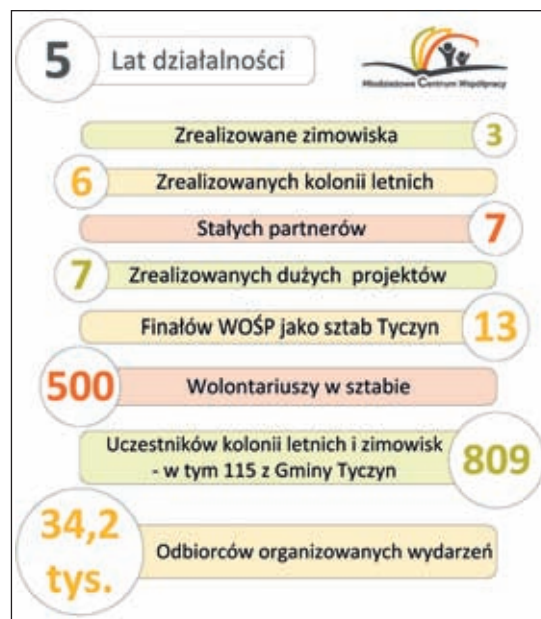 5 Lat działalności
Młodzieżowe Centrum Współpracy
Zrealizowane zimowiska 3
6 Zrealizowanych kolonii letnich
Stałych partnerów 7
7 Zrealizowanych dużych projektów
Finałów WOŚP jako sztab Tyczyn 13
500 Wolontariuszy w sztabie
Uczestników kolonii letnich i zimowisk
- w tym 115 z Gminy Tyczyn 809
34,2
tys.
Odbiorców organizowanych wydarzeń